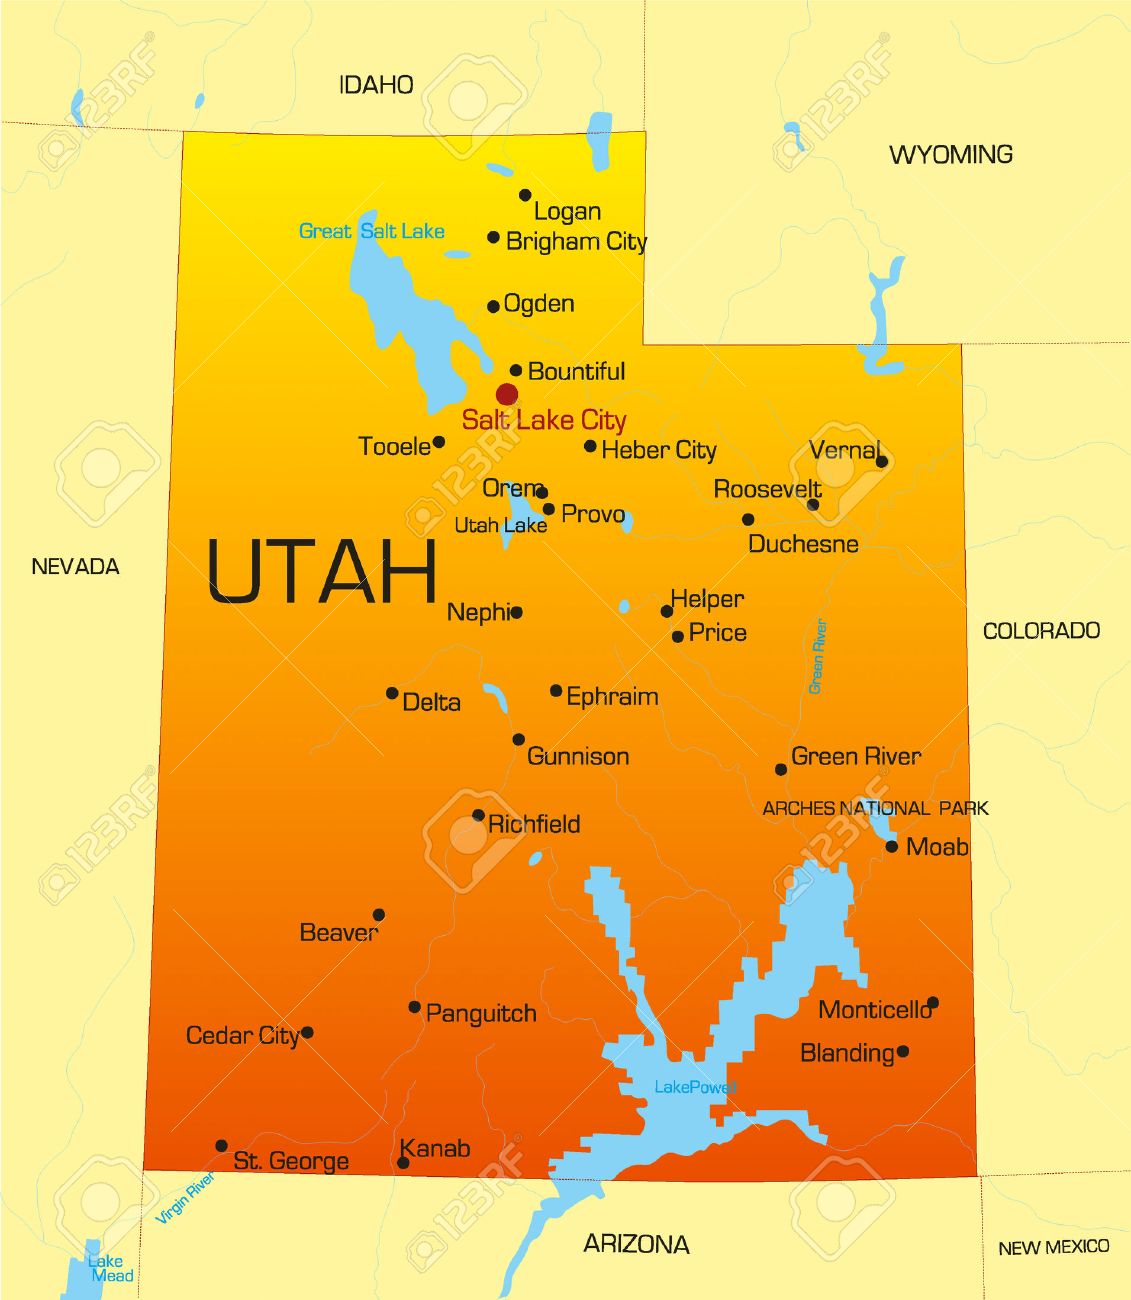 IDAHO
WYOMING
Logan
Great Salt Lake
Brigham City
Ogden
Bountiful
Salt Lake City
Tooele
Heber City
Vernal
Orem
Roosevelt
Provo
Utah Lake
Duchesne
UTAH
NEVADA
Helper
Nephi
Price
COLORADO
Green River
Delta
Ephraim
Gunnison
Green River
ARCHES NATIONAL PARK
Richfield
Moab
Beaver
Monticello
Panguitch
Cedar City
Blanding
LakePowell
Kanab
St. George
Virgin River
ARIZONA
NEW MEXICO
Lake
Mead
123RF
123RF
123RF
123RF
123RF
123RF
123RF
123RF
123RF